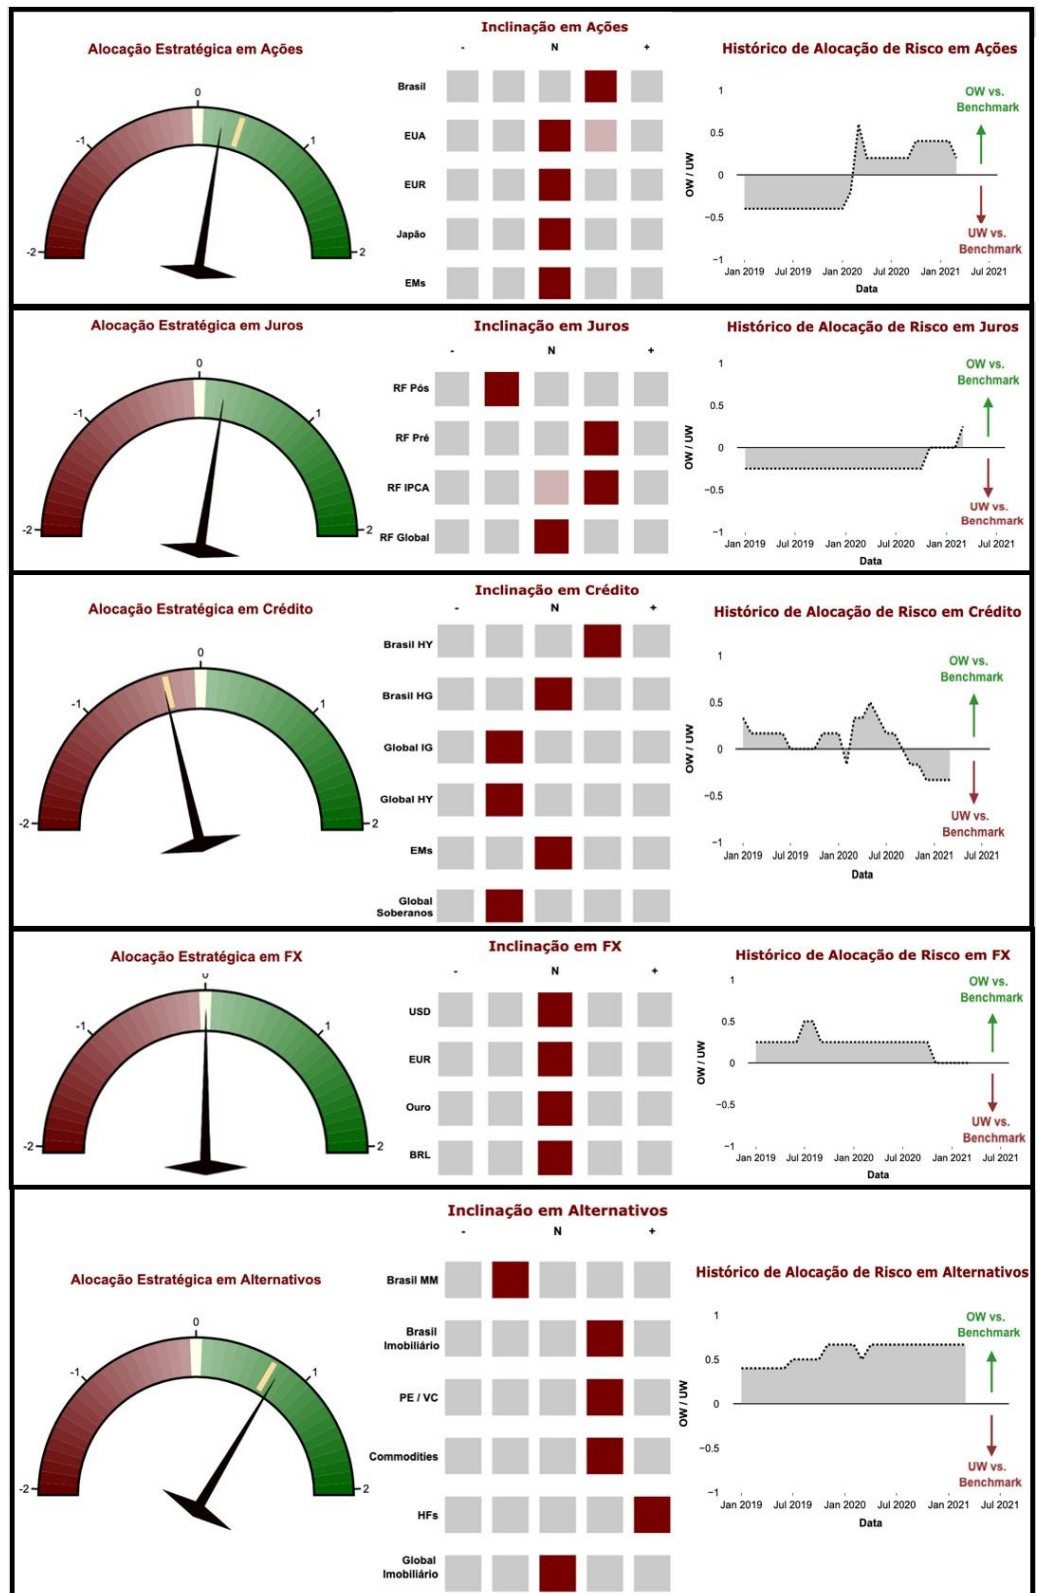 Alocação Estratégica em Ações
0
-1
1
-2
2
Inclinação em Ações
- N +
Brasil
EUA
EUR
Japão
EMs
Histórico de Alocação de Risco em Ações
1
0.5
0
−0.5
−1
OW / UW
OW vs.
Benchmark
UW vs.
Benchmark
Jan 2019 Jul 2019 Jan 2020 Jul 2020 Jan 2021 Jul 2021
Data
Alocação Estratégica em Juros
0
-1
1
-2
2
Inclinação em Juros
- N +
RF Pós
RF Pré
RF IPCA
RF Global
Histórico de Alocação de Risco em Juros
1
0.5
0
−0.5
−1
OW / UW
OW vs.
Benchmark
UW vs.
Benchmark
Jan 2019 Jul 2019 Jan 2020 Jul 2020 Jan 2021 Jul 2021
Data
Alocação Estratégica em Crédito
0
-1
1
-2
2
Inclinação em Crédito
- N +
Brasil HY
Brasil HG
Global IG
Global HY
EMs
Global
Soberanos
Histórico de Alocação de Risco em Crédito
1
0.5
0
−0.5
−1
OW / UW
OW vs.
Benchmark
UW vs.
Benchmark
Jan 2019 Jul 2019 Jan 2020 Jul 2020 Jan 2021 Jul 2021
Data
Alocação Estratégica em FX
0
-1
1
-2
2
Inclinação em FX
- N +
USD
EUR
Ouro
BRL
Histórico de Alocação de Risco em FX
1
0.5
0
−0.5
−1
OW / UW
OW vs.
Benchmark
UW vs.
Benchmark
Jan 2019 Jul 2019 Jan 2020 Jul 2020 Jan 2021 Jul 2021
Data
Alocação Estratégica em Alternativos
0
-1
1
-2
2
Inclinação em Alternativos
- N +
Brasil MM
Brasil
Imobiliário
PE / VC
Commodities
HFs
Global
Imobiliário
Histórico de Alocação de Risco em Alternativos
1
0.5
0
−0.5
−1
OW / UW
OW vs.
Benchmark
UW vs.
Benchmark
Jan 2019 Jul 2019 Jan 2020 Jul 2020 Jan 2021 Jul 2021
Data